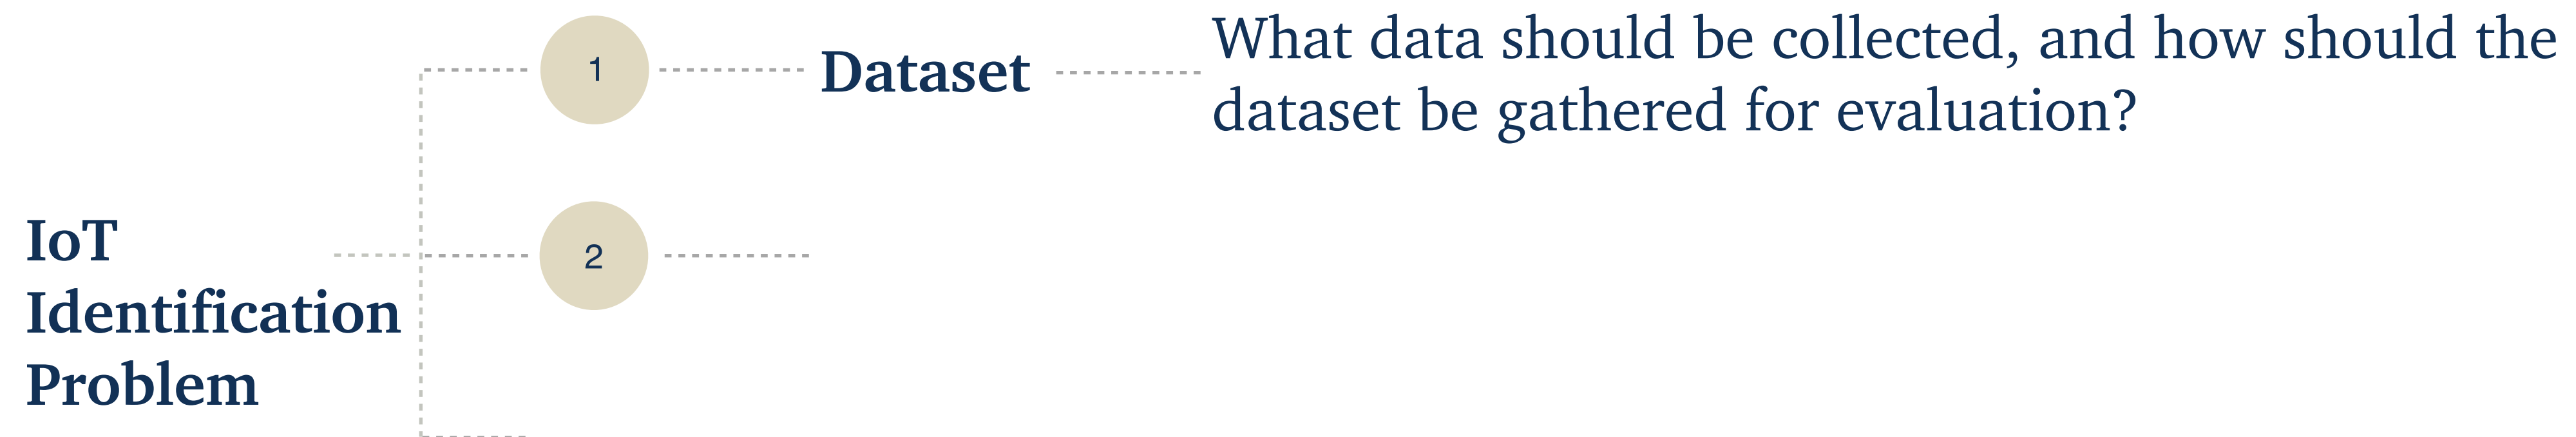 1
Dataset
What data should be collected, and how should the
dataset be gathered for evaluation?
IoT
Identification
Problem
2